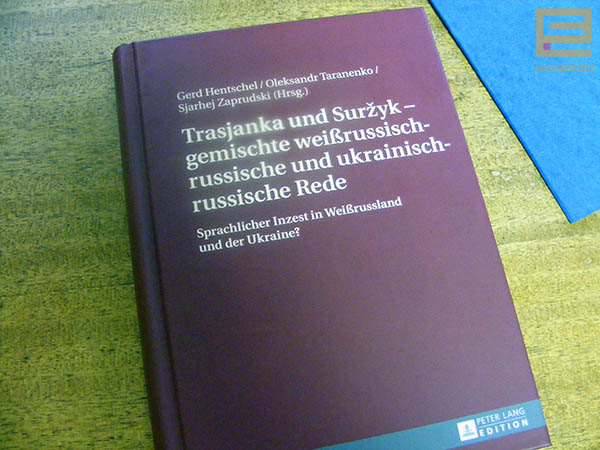 Gerd Hentschel / Oleksandr Taranenko /
Sjarhej Zaprudski (Hrsg.)
Trasjanka und Suržyk –
gemischte weißrussisch-
russische und ukrainisch-
russische Rede
Sprachlicher Inzest in Weißrussland
und der Ukraine?
PETER LANG
EDITION